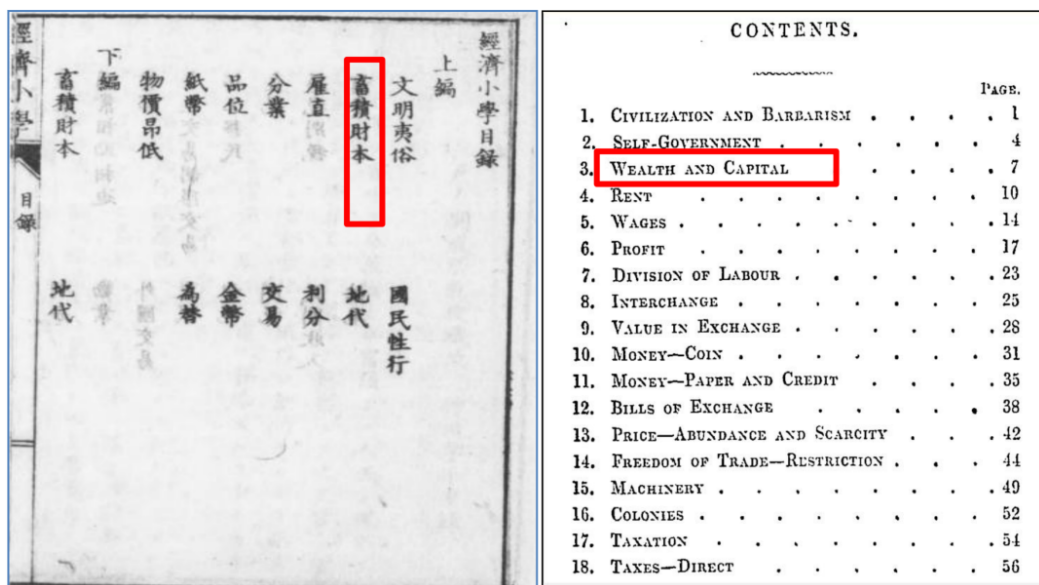 經濟小學目錄
上編
文明夷俗 國民性行
畜積財本 地代
雇直 利分
分業 交易
品位 金幣
紙幣 為替
物價昂低
下編
畜積財本 地代
經濟小學 目錄
CONTENTS.
PAGE.
1. CIVILIZATION AND BARBARISM . . . . 1
2. SELF-GOVERNMENT . . . . . . 4
3. WEALTH AND CAPITAL . . . . . 7
4. RENT . . . . . . . . 10
5. WAGES . . . . . . . . 14
6. PROFIT . . . . . . . . 17
7. DIVISION OF LABOUR . . . . . . 23
8. INTERCHANGE . . . . . . . 25
9. VALUE IN EXCHANGE . . . . . . 28
10. MONEY—COIN . . . . . . . 31
11. MONEY—PAPER AND CREDIT . . . . 35
12. BILLS OF EXCHANGE . . . . . 38
13. PRICE—ABUNDANCE AND SCARCITY . . . 42
14. FREEDOM OF TRADE—RESTRICTION . . . 44
15. MACHINERY . . . . . . . 49
16. COLONIES . . . . . . . . 52
17. TAXATION . . . . . . . 54
18. TAXES—DIRECT . . . . . . 56